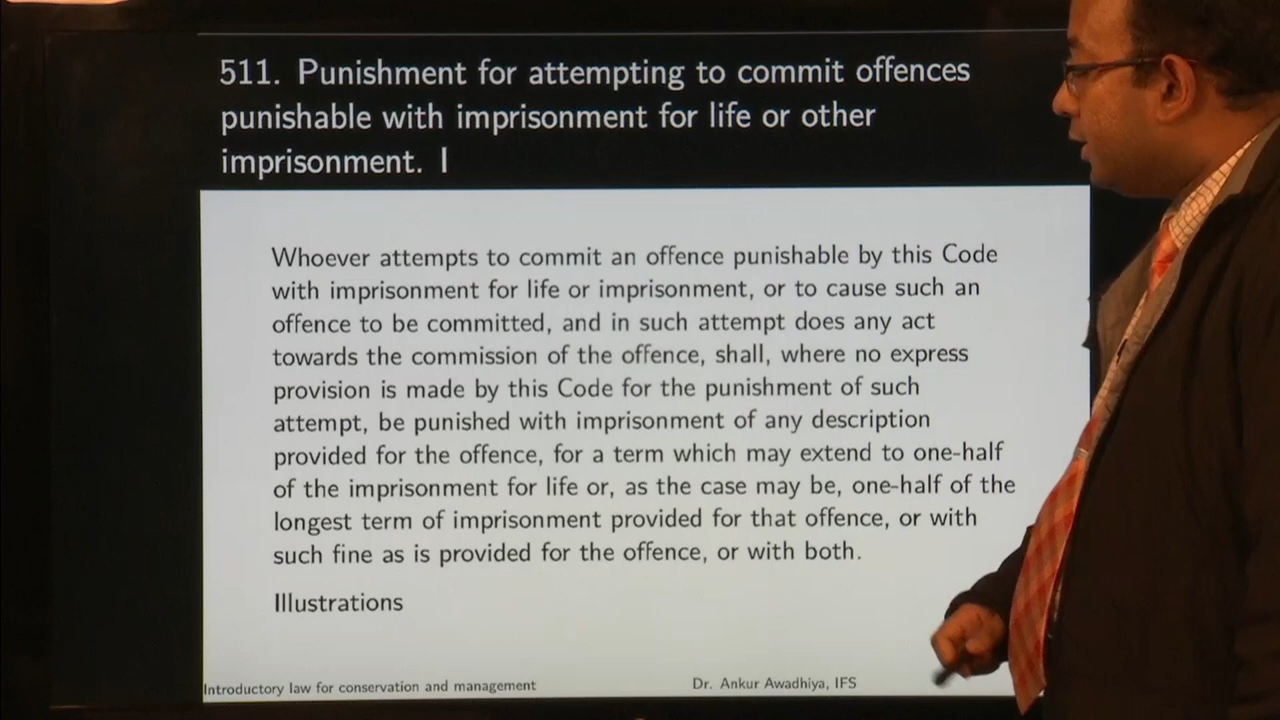 511. Punishment for attempting to commit offences
punishable with imprisonment for life or other
imprisonment. I
Whoever attempts to commit an offence punishable by this Code
with imprisonment for life or imprisonment, or to cause such an
offence to be committed, and in such attempt does any act
towards the commission of the offence, shall, where no express
provision is made by this Code for the punishment of such
attempt, be punished with imprisonment of any description
provided for the offence, for a term which may extend to one-half
of the imprisonment for life or, as the case may be, one-half of the
longest term of imprisonment provided for that offence, or with
such fine as is provided for the offence, or with both.
Illustrations
Introductory law for conservation and management
Dr. Ankur Awadhiya, IFS